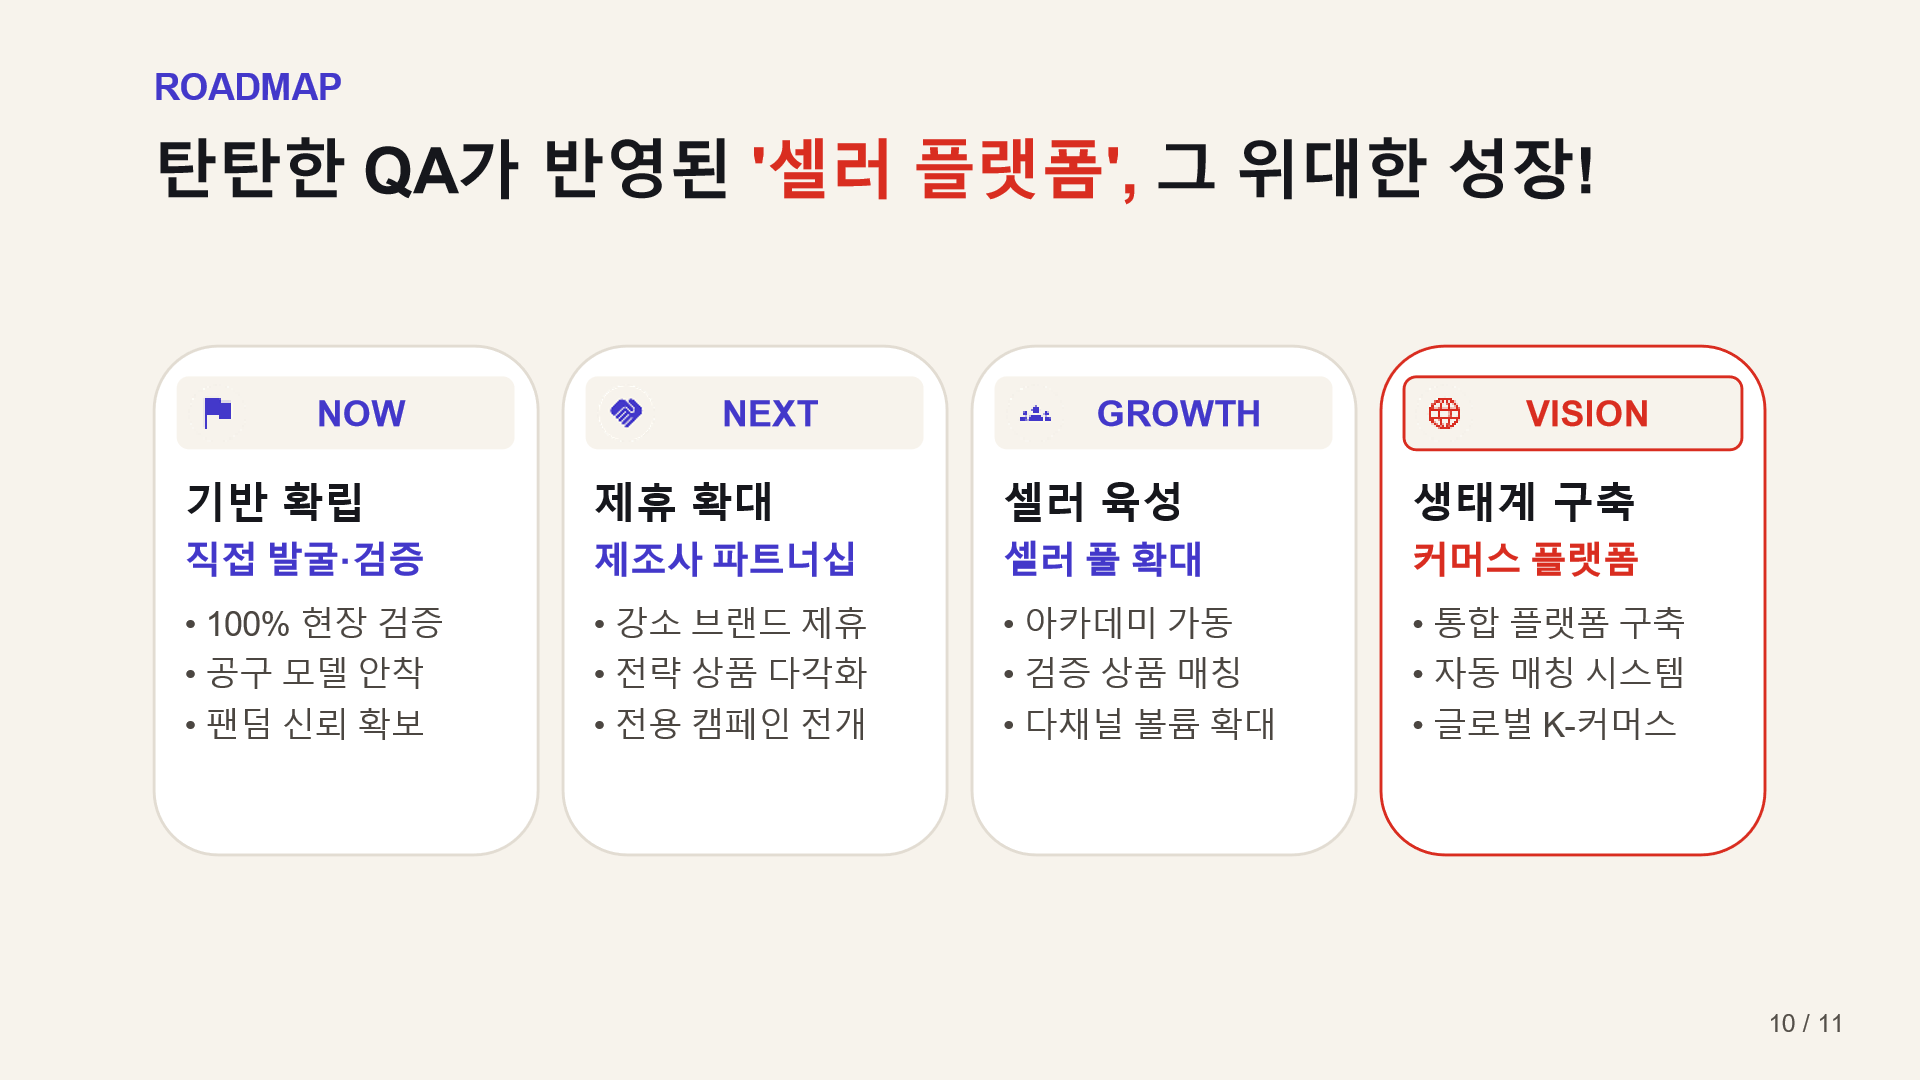 ROADMAP
탄탄한 QA가 반영된 '셀러 플랫폼', 그 위대한 성장!
NOW
기반 확립
직접 발굴·검증
• 100% 현장 검증
• 공구 모델 안착
• 팬덤 신뢰 확보
NEXT
제휴 확대
제조사 파트너십
• 강소 브랜드 제휴
• 전략 상품 다각화
• 전용 캠페인 전개
GROWTH
셀러 육성
셀러 풀 확대
• 아카데미 가동
• 검증 상품 매칭
• 다채널 볼륨 확대
VISION
생태계 구축
커머스 플랫폼
• 통합 플랫폼 구축
• 자동 매칭 시스템
• 글로벌 K-커머스
10 / 11